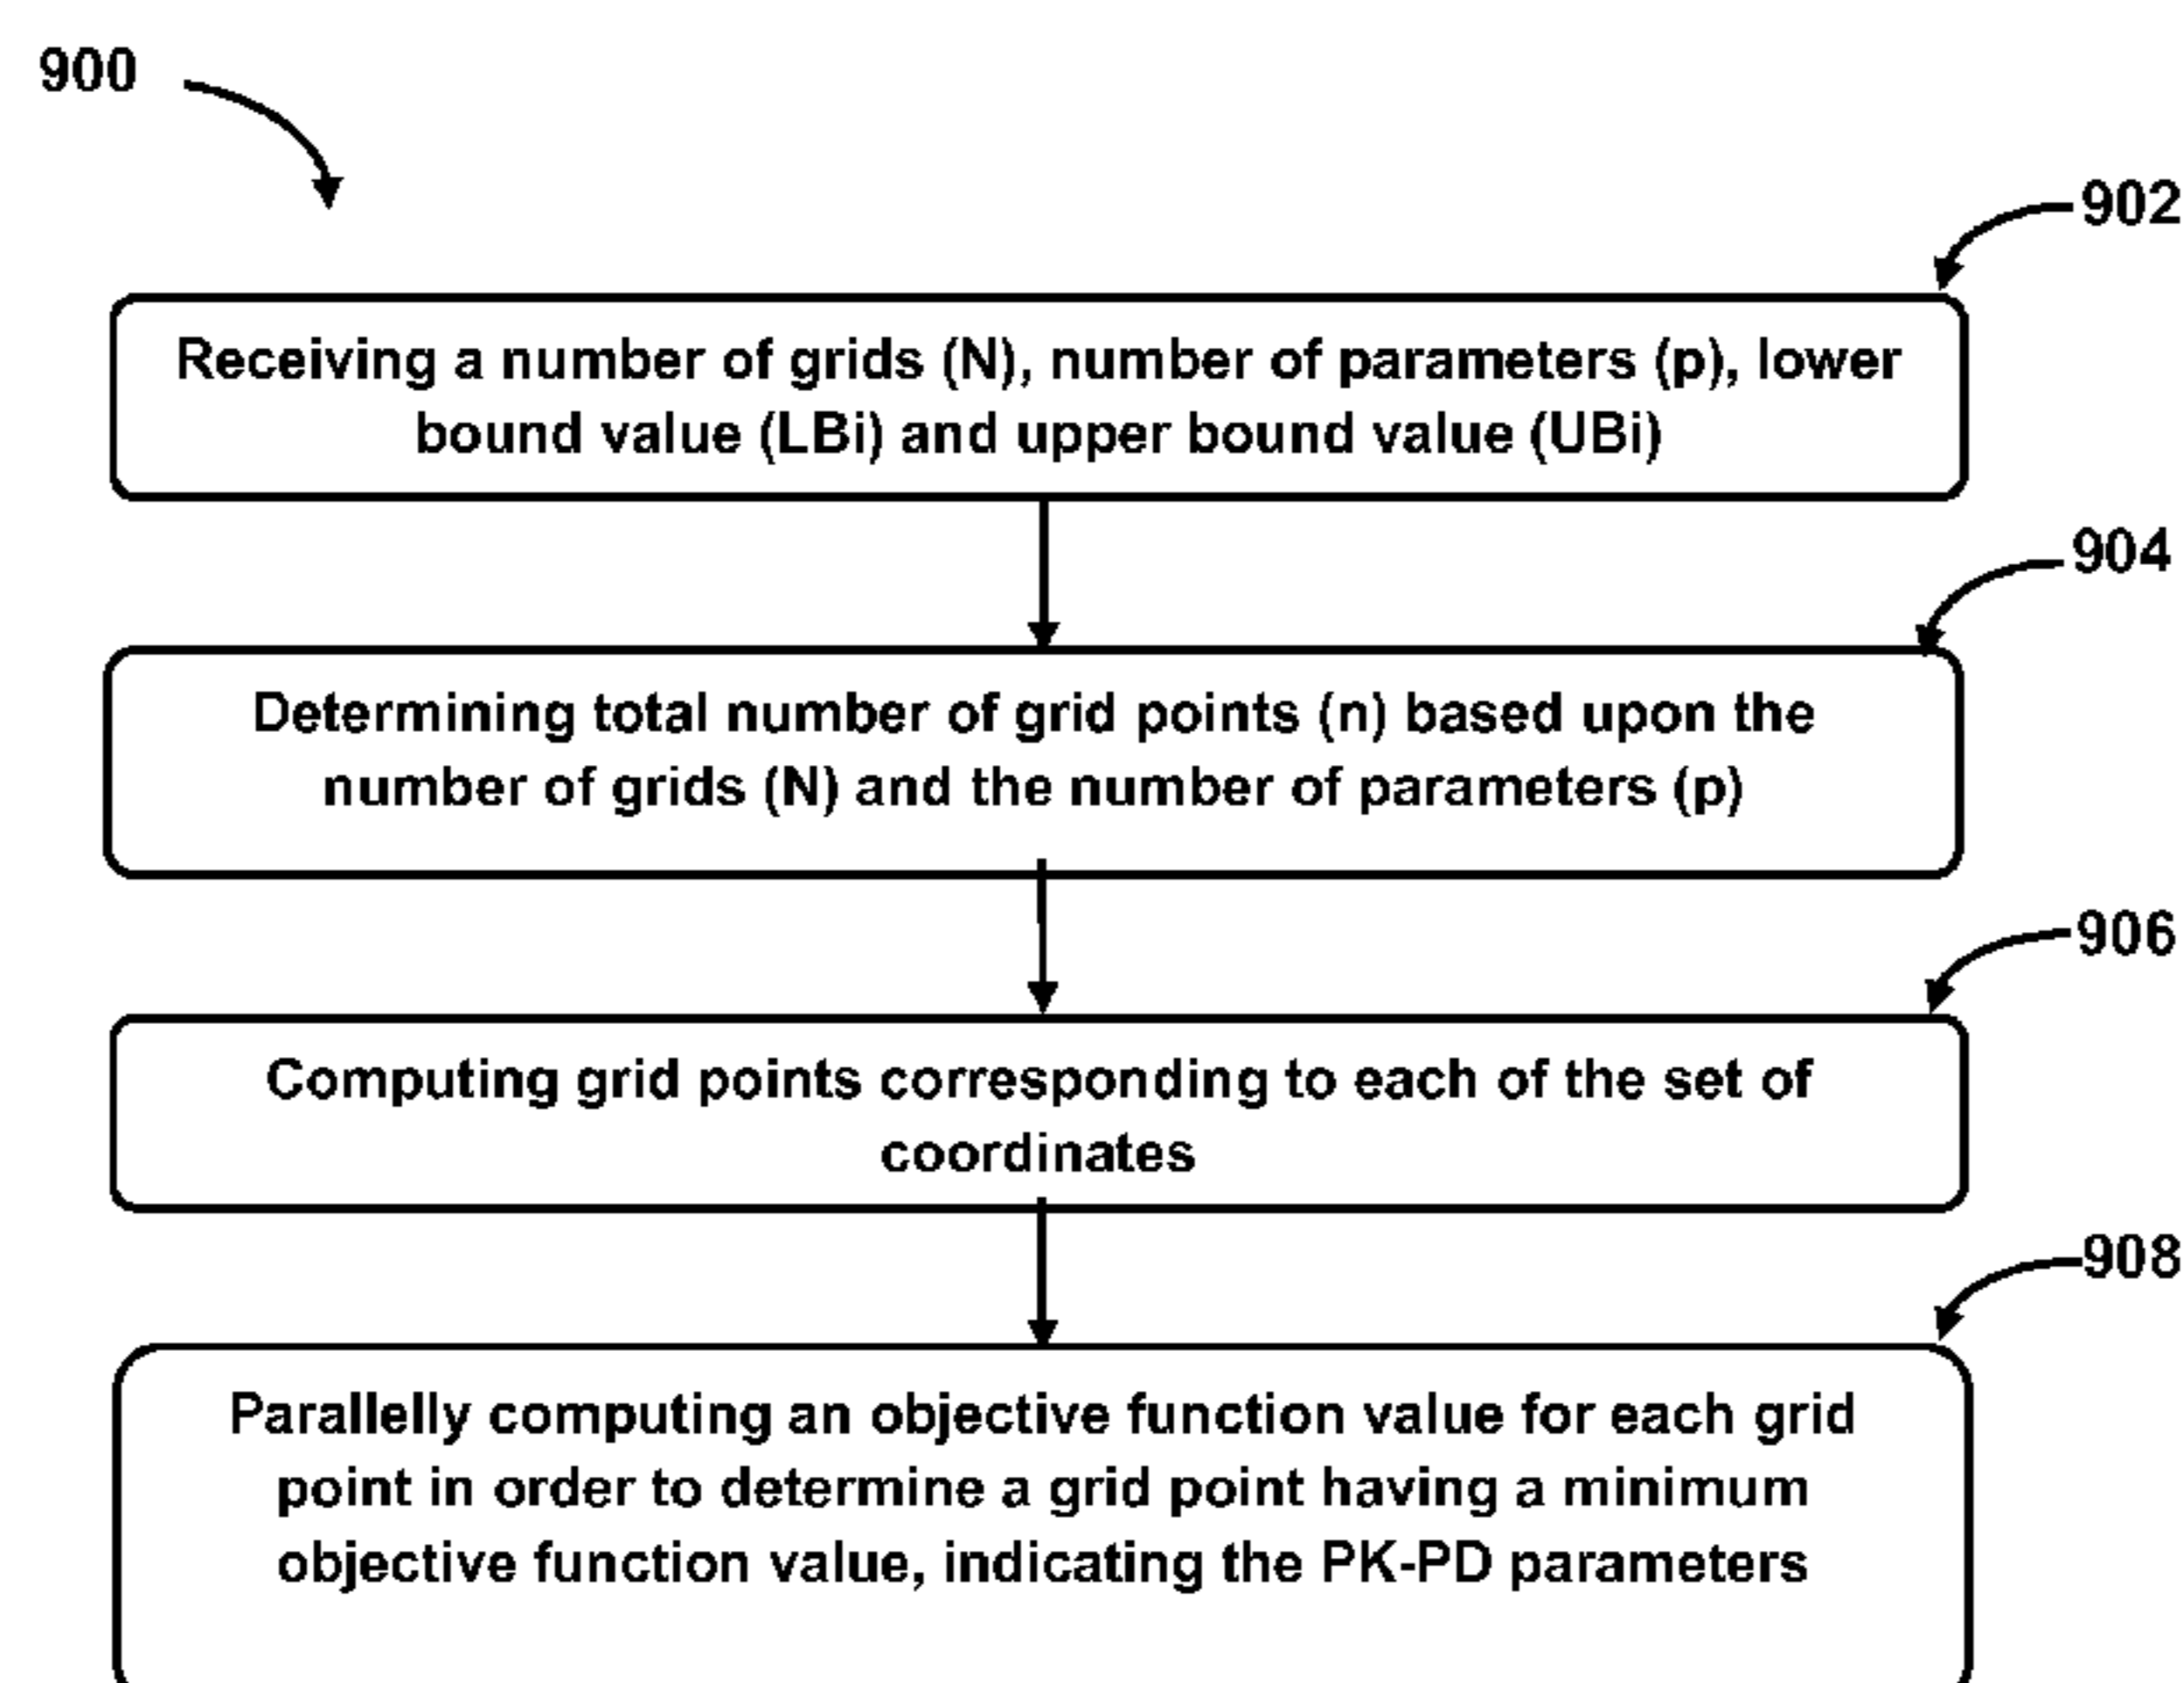 900
902
Receiving a number of grids (N), number of parameters (p), lower
bound value (LBi) and upper bound value (UBi)
904
Determining total number of grid points (n) based upon the
number of grids (N) and the number of parameters (p)
906
Computing grid points corresponding to each of the set of
coordinates
908
Parallelly computing an objective function value for each grid
point in order to determine a grid point having a minimum
objective function value, indicating the PK-PD parameters